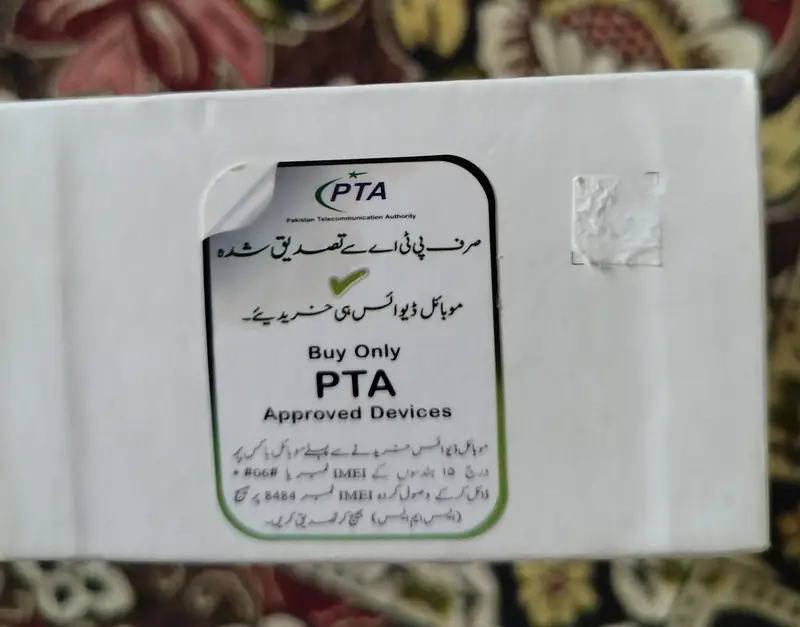 PTA
Pakistan Telecommunication Authority
صرف پی ٹی اے سے تصدیق شدہ
موبائل ڈیوائس ہی خریدیئے۔
Buy Only
PTA
Approved Devices
موبائل ڈیوائس خریدنے سے پہلے موبائل باکس پر
درج ۱۵ ہندسوں کے IMEI نمبر یا #06# *
ڈائل کر کے وصول کردہ IMEI نمبر 8484 پر میسج
(ایس ایم ایس) بھیج کر تصدیق کریں۔